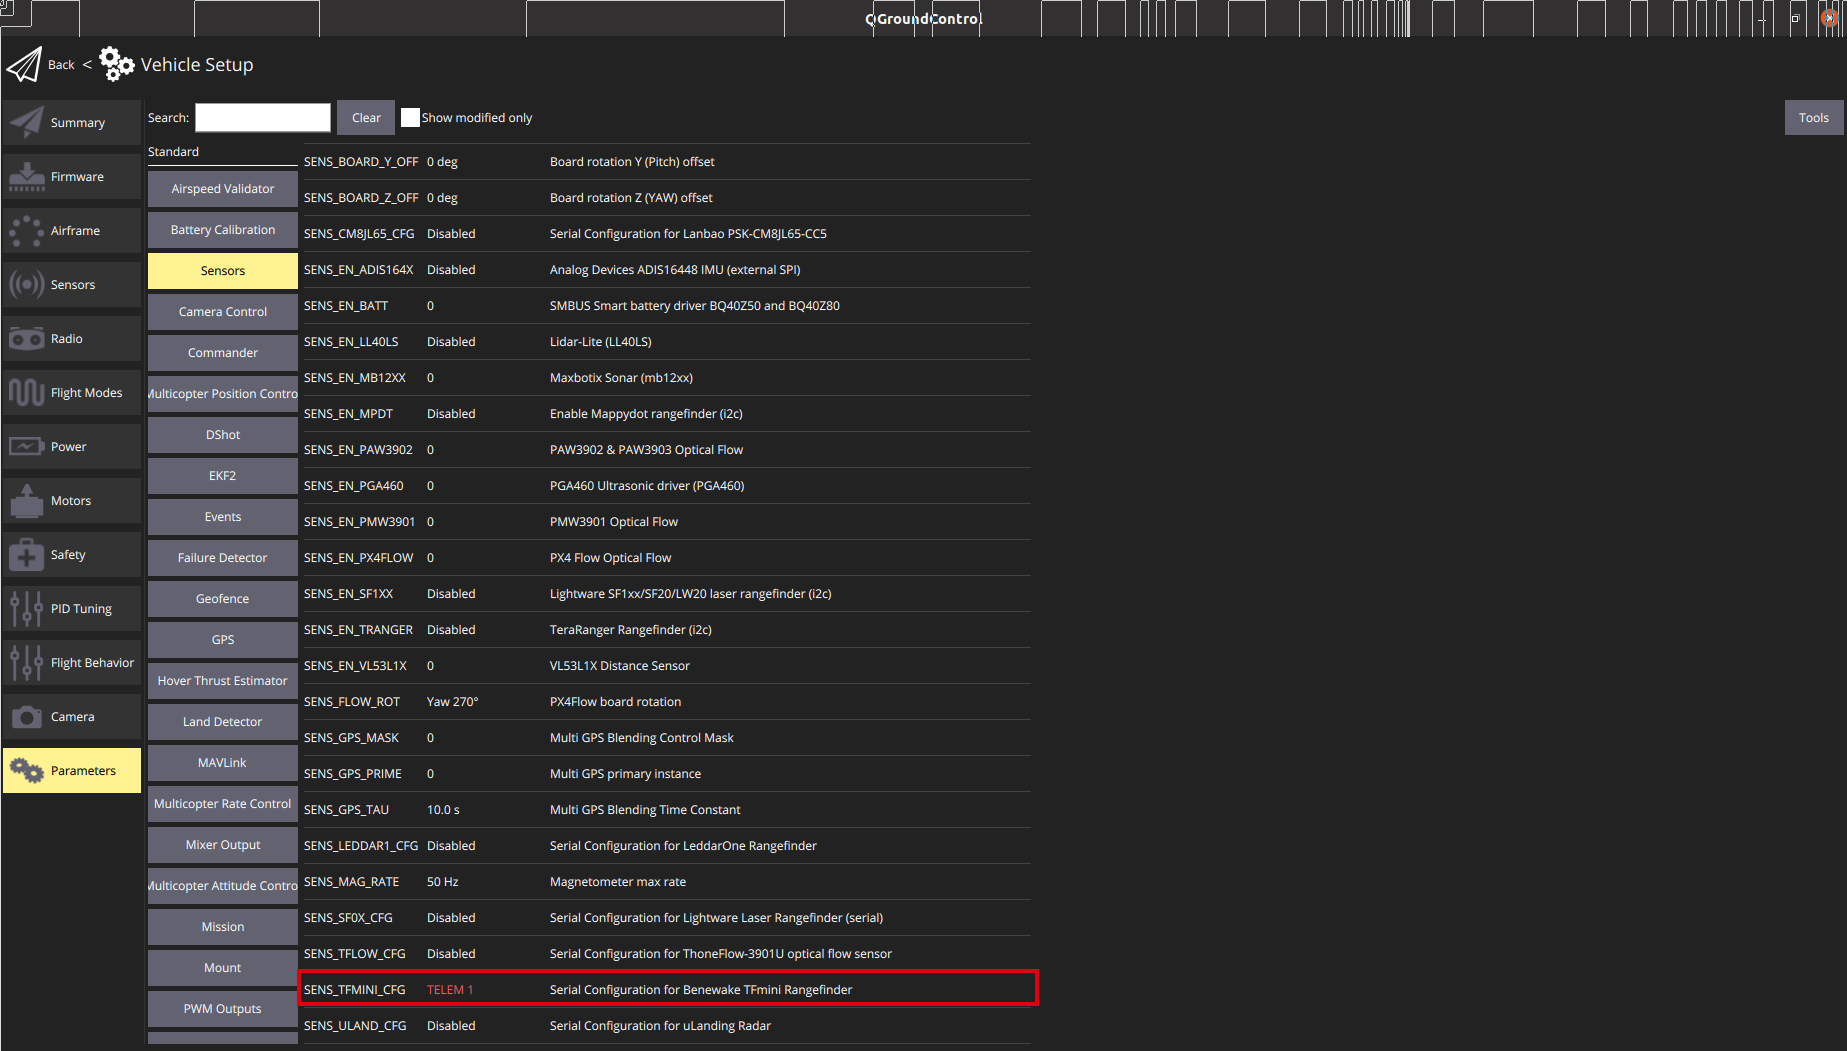 QGroundControl
Back < Vehicle Setup
Summary
Firmware
Airframe
Sensors
Radio
Flight Modes
Power
Motors
Safety
PID Tuning
Flight Behavior
Camera
Parameters
Search: Clear Show modified only Tools
Standard
Airspeed Validator
Battery Calibration
Sensors
Camera Control
Commander
Multicopter Position Contro
DShot
EKF2
Events
Failure Detector
Geofence
GPS
Hover Thrust Estimator
Land Detector
MAVLink
Multicopter Rate Control
Mixer Output
Multicopter Attitude Contro
Mission
Mount
PWM Outputs
SENS_BOARD_Y_OFF 0 deg Board rotation Y (Pitch) offset
SENS_BOARD_Z_OFF 0 deg Board rotation Z (YAW) offset
SENS_CM8JL65_CFG Disabled Serial Configuration for Lanbao PSK-CM8JL65-CC5
SENS_EN_ADIS164X Disabled Analog Devices ADIS16448 IMU (external SPI)
SENS_EN_BATT 0 SMBUS Smart battery driver BQ40Z50 and BQ40Z80
SENS_EN_LL40LS Disabled Lidar-Lite (LL40LS)
SENS_EN_MB12XX 0 Maxbotix Sonar (mb12xx)
SENS_EN_MPDT Disabled Enable Mappydot rangefinder (i2c)
SENS_EN_PAW3902 0 PAW3902 & PAW3903 Optical Flow
SENS_EN_PGA460 0 PGA460 Ultrasonic driver (PGA460)
SENS_EN_PMW3901 0 PMW3901 Optical Flow
SENS_EN_PX4FLOW 0 PX4 Flow Optical Flow
SENS_EN_SF1XX Disabled Lightware SF1xx/SF20/LW20 laser rangefinder (i2c)
SENS_EN_TRANGER Disabled TeraRanger Rangefinder (i2c)
SENS_EN_VL53L1X 0 VL53L1X Distance Sensor
SENS_FLOW_ROT Yaw 270° PX4Flow board rotation
SENS_GPS_MASK 0 Multi GPS Blending Control Mask
SENS_GPS_PRIME 0 Multi GPS primary instance
SENS_GPS_TAU 10.0 s Multi GPS Blending Time Constant
SENS_LEDDAR1_CFG Disabled Serial Configuration for LeddarOne Rangefinder
SENS_MAG_RATE 50 Hz Magnetometer max rate
SENS_SF0X_CFG Disabled Serial Configuration for Lightware Laser Rangefinder (serial)
SENS_TFLOW_CFG Disabled Serial Configuration for ThoneFlow-3901U optical flow sensor
SENS_TFMINI_CFG TELEM 1 Serial Configuration for Benewake TFmini Rangefinder
SENS_ULAND_CFG Disabled Serial Configuration for uLanding Radar